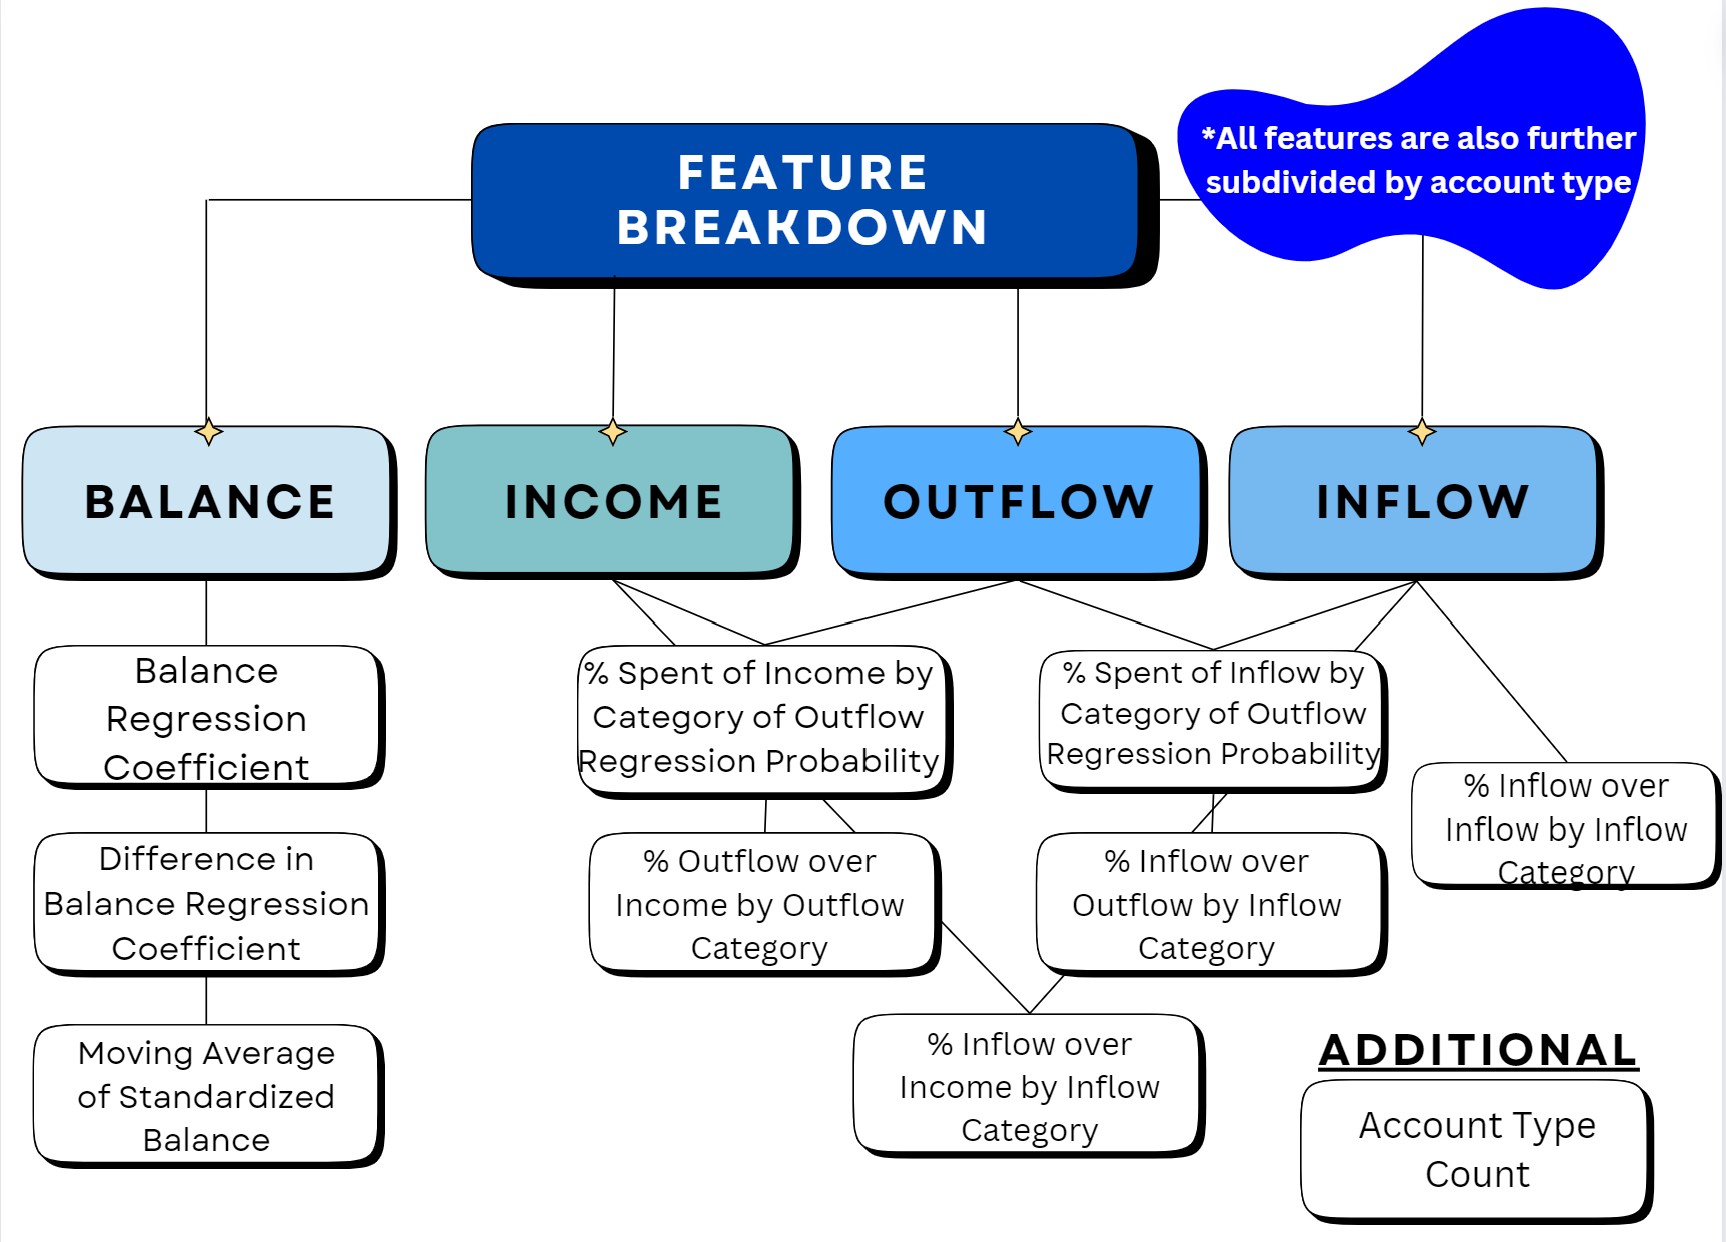 FEATURE
BREAKDOWN
*All features are also further
subdivided by account type
BALANCE
INCOME
OUTFLOW
INFLOW
Balance
Regression
Coefficient
Difference in
Balance Regression
Coefficient
Moving Average
of Standardized
Balance
% Spent of Income by
Category of Outflow
Regression Probability
% Outflow over
Income by Outflow
Category
% Spent of Inflow by
Category of Outflow
Regression Probability
% Inflow over
Outflow by Inflow
Category
% Inflow over
Inflow by Inflow
Category
% Inflow over
Income by Inflow
Category
ADDITIONAL
Account Type
Count